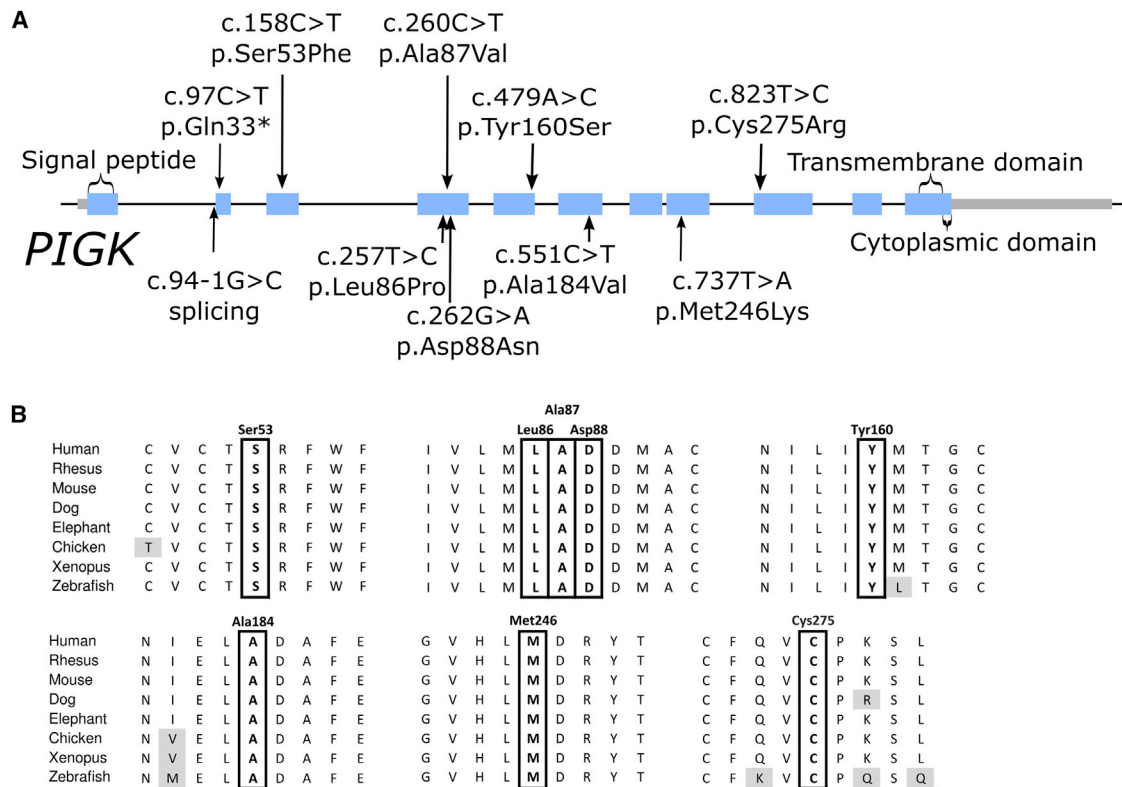 A
c.158C>T
p.Ser53Phe
c.260C>T
p.Ala87Val
c.97C>T
p.Gln33*
c.479A>C
p.Tyr160Ser
c.823T>C
p.Cys275Arg
Signal peptide
Transmembrane domain
PIGK
Cytoplasmic domain
c.94-1G>C
splicing
c.257T>C
p.Leu86Pro
c.262G>A
p.Asp88Asn
c.551C>T
p.Ala184Val
c.737T>A
p.Met246Lys
B
Ala87
Ser53 Leu86 Asp88 Tyr160
Human C V C T S R F W F I V L M L A D D M A C N I L I Y M T G C
Rhesus C V C T S R F W F I V L M L A D D M A C N I L I Y M T G C
Mouse C V C T S R F W F I V L M L A D D M A C N I L I Y M T G C
Dog C V C T S R F W F I V L M L A D D M A C N I L I Y M T G C
Elephant C V C T S R F W F I V L M L A D D M A C N I L I Y M T G C
Chicken T V C T S R F W F I V L M L A D D M A C N I L I Y M T G C
Xenopus C V C T S R F W F I V L M L A D D M A C N I L I Y M T G C
Zebrafish C V C T S R F W F I V L M L A D D M A C N I L I Y L T G C
Ala184 Met246 Cys275
Human N I E L A D A F E G V H L M D R Y T C F Q V C P K S L
Rhesus N I E L A D A F E G V H L M D R Y T C F Q V C P K S L
Mouse N I E L A D A F E G V H L M D R Y T C F Q V C P K S L
Dog N I E L A D A F E G V H L M D R Y T C F Q V C P R S L
Elephant N I E L A D A F E G V H L M D R Y T C F Q V C P K S L
Chicken N V E L A D A F E G V H L M D R Y T C F Q V C P K S L
Xenopus N V E L A D A F E G V H L M D R Y T C F Q V C P K S L
Zebrafish N M E L A D A F E G V H L M D R Y T C F K V C P Q S Q